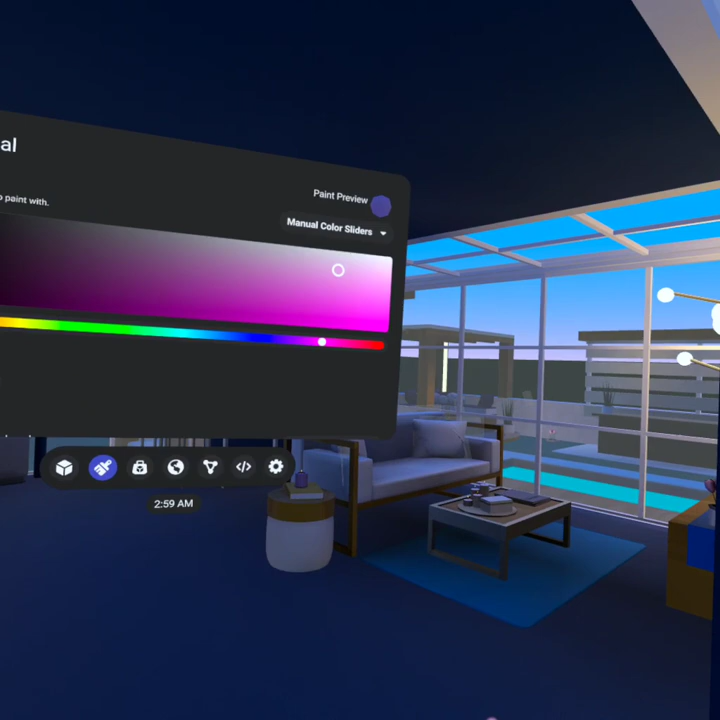 al
Paint Preview
o paint with.
Manual Color Sliders
2:59 AM